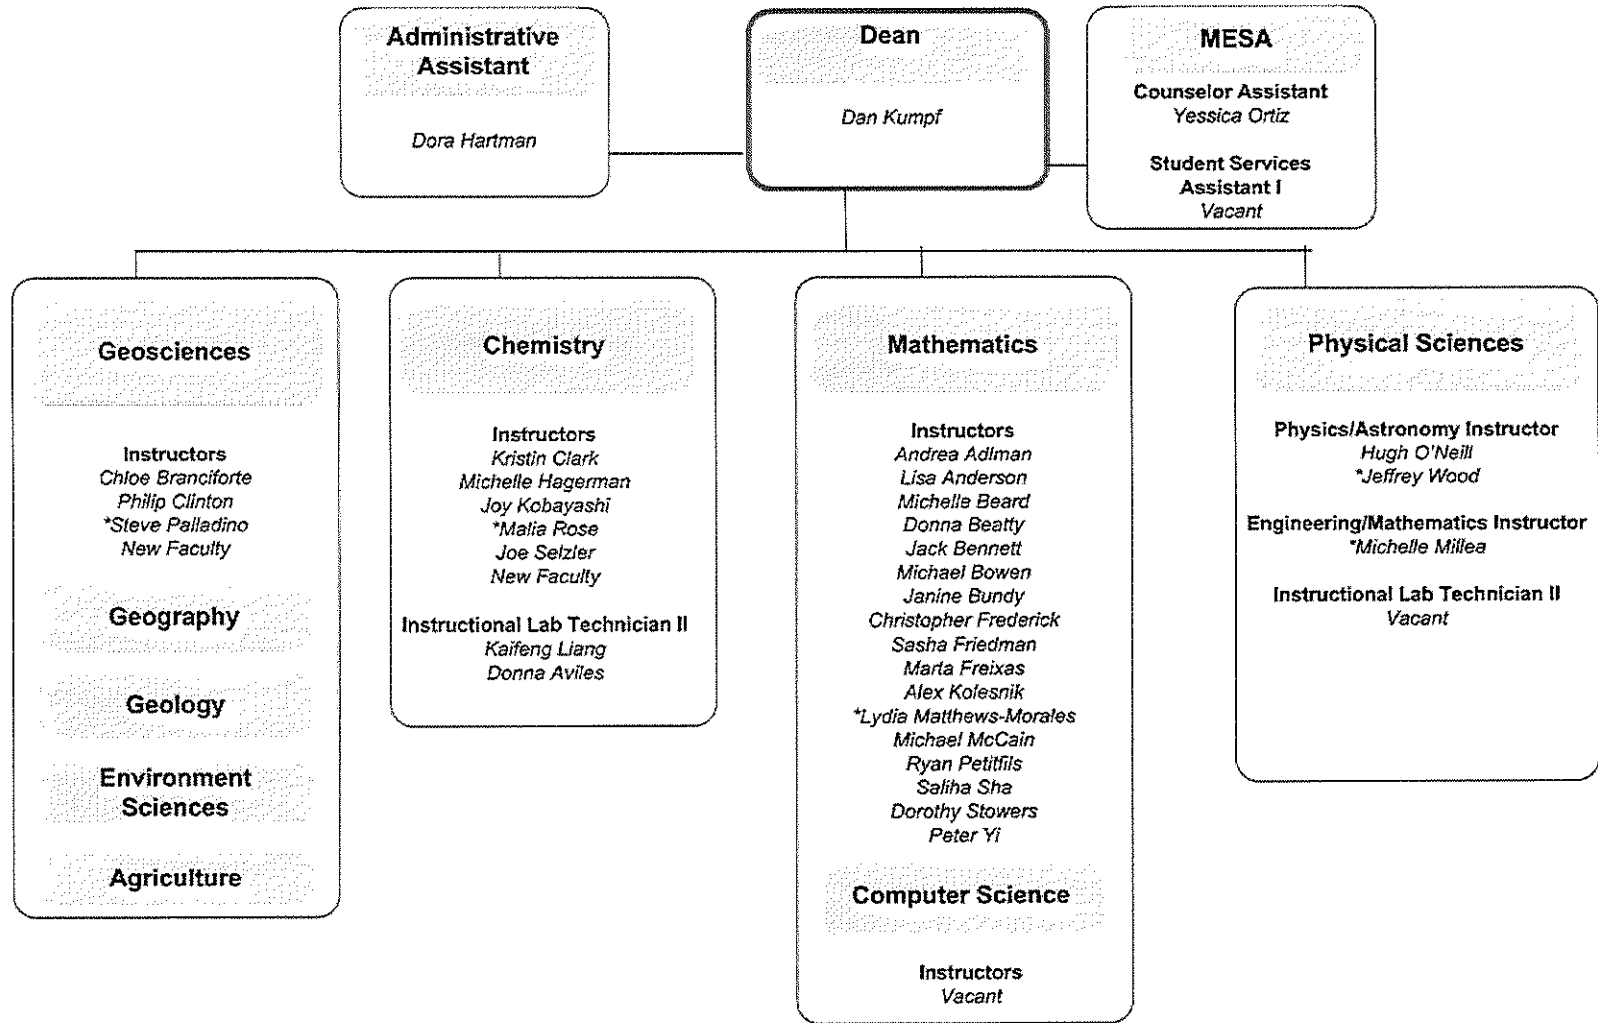 Administrative
Assistant
Dora Hartman
Dean
Dan Kumpf
MESA
Counselor Assistant
Yessica Ortiz
Student Services
Assistant I
Vacant
Geosciences
Instructors
Chloe Branciforte
Philip Clinton
*Steve Palladino
New Faculty
Geography
Geology
Environment
Sciences
Agriculture
Chemistry
Instructors
Kristin Clark
Michelle Hagerman
Joy Kobayashi
*Malia Rose
Joe Selzler
New Faculty
Instructional Lab Technician II
Kaifeng Liang
Donna Aviles
Mathematics
Instructors
Andrea Adlman
Lisa Anderson
Michelle Beard
Donna Beatty
Jack Bennett
Michael Bowen
Janine Bundy
Christopher Frederick
Sasha Friedman
Marta Freixas
Alex Kolesnik
*Lydia Matthews-Morales
Michael McCain
Ryan Petitfils
Saliha Sha
Dorothy Stowers
Peter Yi
Computer Science
Instructors
Vacant
Physical Sciences
Physics/Astronomy Instructor
Hugh O'Neill
*Jeffrey Wood
Engineering/Mathematics Instructor
*Michelle Millea
Instructional Lab Technician II
Vacant